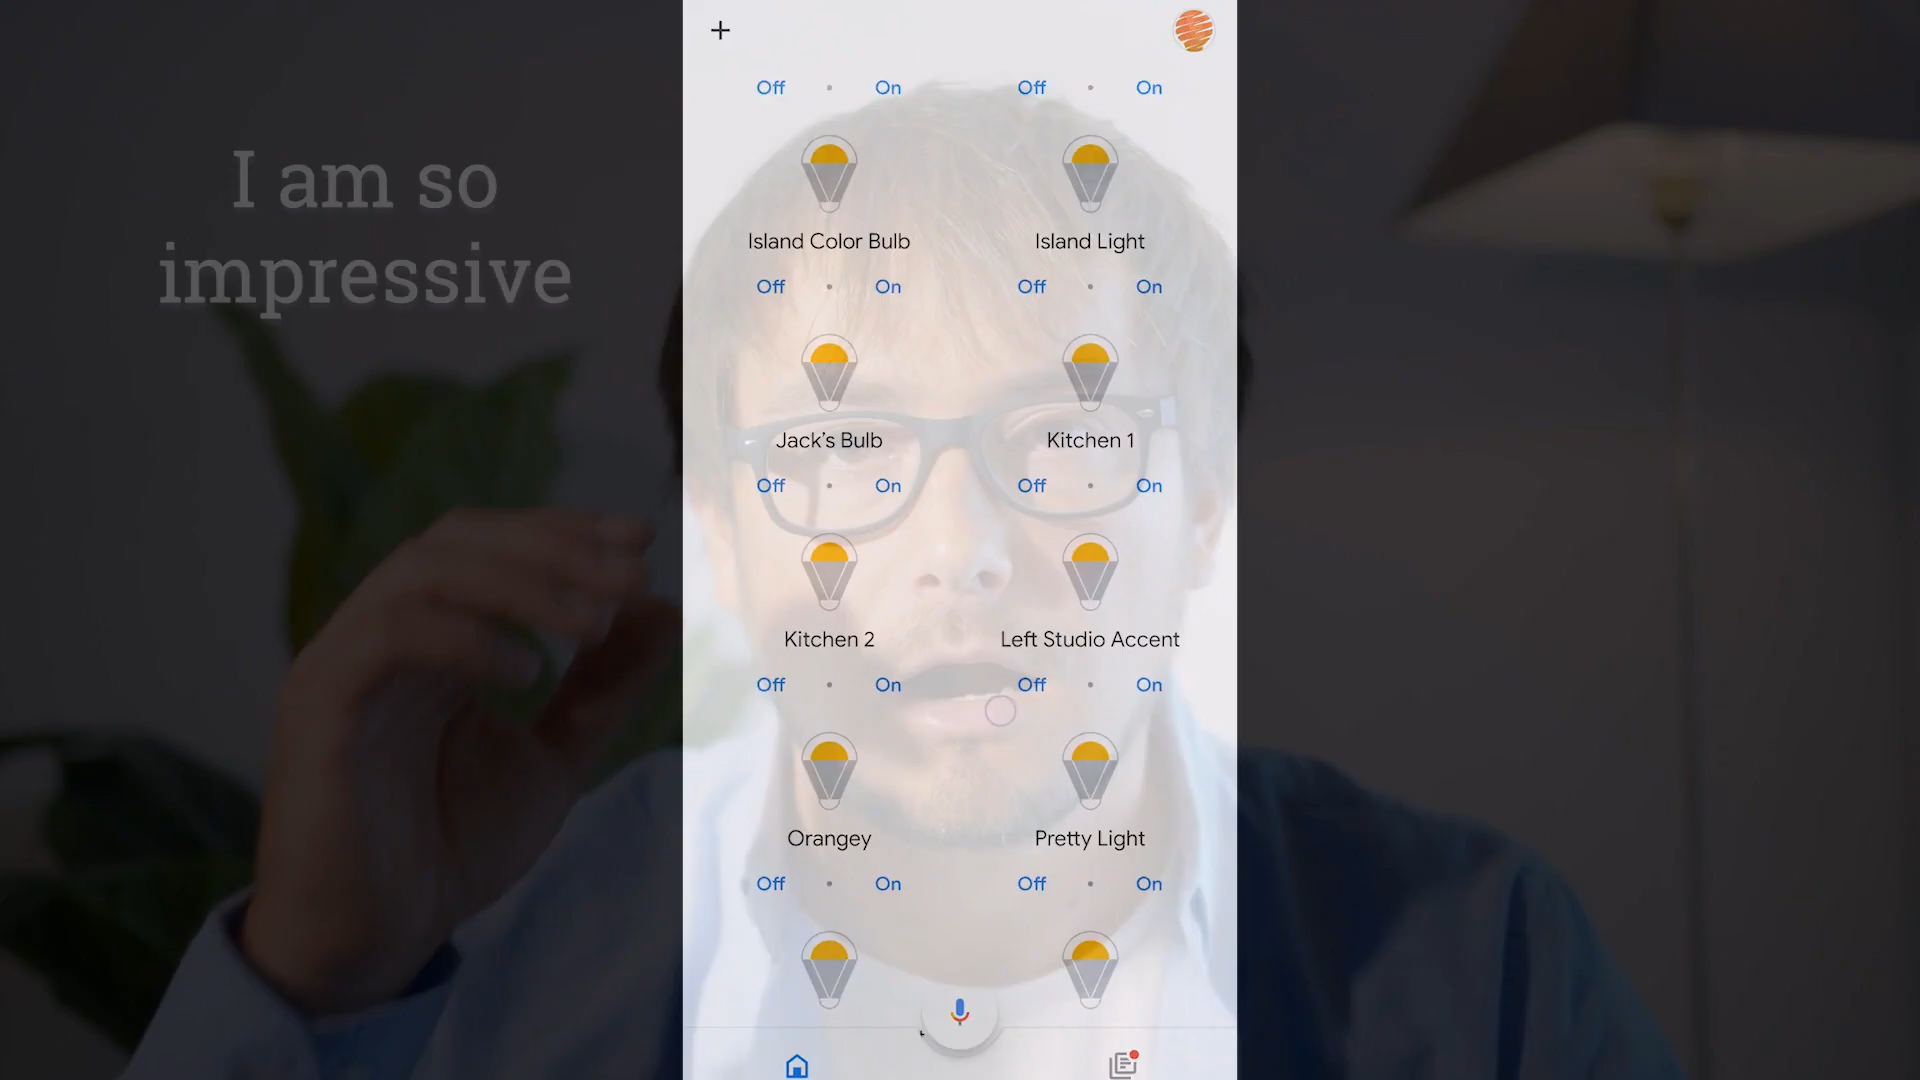 I am so
impressive
Off • On Off • On
Island Color Bulb Island Light
Off • On Off • On
Jack’s Bulb Kitchen 1
Off • On Off • On
Kitchen 2 Left Studio Accent
Off • On Off • On
Orangey Pretty Light
Off • On Off • On